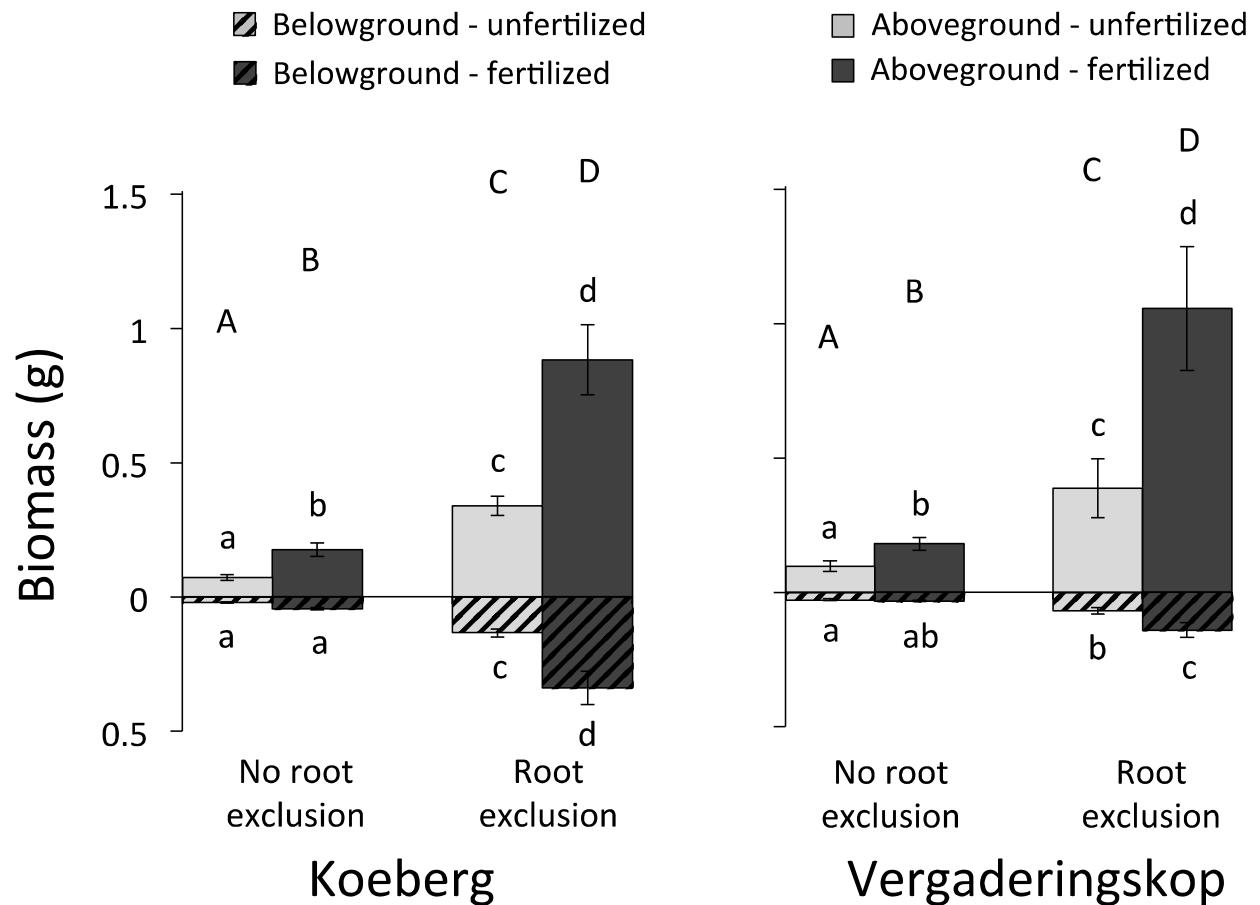 Belowground - unfertilized
Belowground - fertilized
Aboveground - unfertilized
Aboveground - fertilized
Biomass (g)
1.5
1
0.5
0
0.5
A
B
C
D
a
b
c
d
a
a
c
d
No root
exclusion
Root
exclusion
Koeberg
A
B
C
D
a
b
c
d
a
ab
b
c
No root
exclusion
Root
exclusion
Vergaderingskop